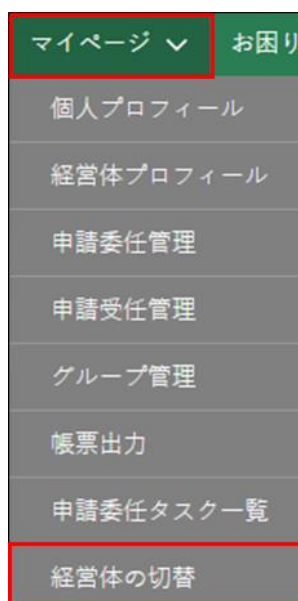 マイページ お困り
個人プロフィール
経営体プロフィール
申請委任管理
申請受任管理
グループ管理
帳票出力
申請委任タスク一覧
経営体の切替